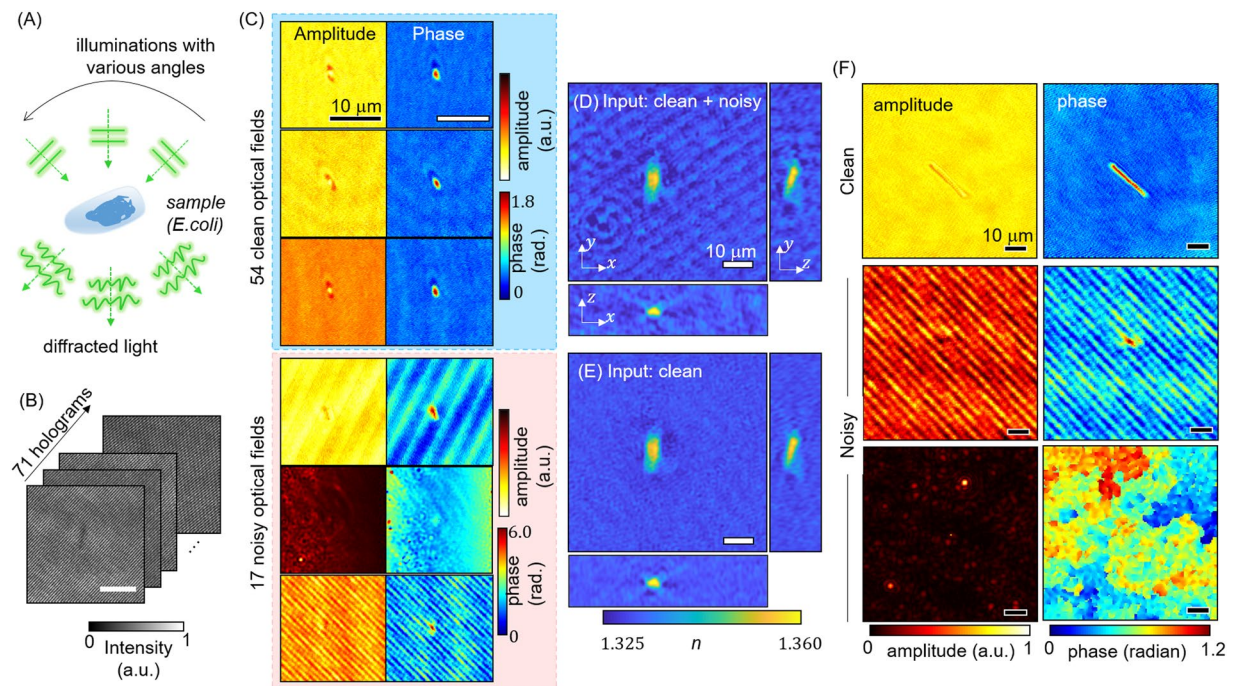 (A)
illuminations with
various angles
sample
(E.coli)
diffracted light
(B)
71 holograms
...
0 1
Intensity
(a.u.)
(C)
54 clean optical fields
Amplitude Phase
10 μm
amplitude
(a.u.)
1.8
phase
(rad.)
0
17 noisy optical fields
amplitude
(a.u.)
6.0
phase
(rad.)
0
(D) Input: clean + noisy
y
x
10 μm
y
z
z
x
(E) Input: clean
1.325 n 1.360
(F)
Clean
amplitude phase
10 μm
Noisy
0 amplitude (a.u.) 1
0 phase (radian) 1.2